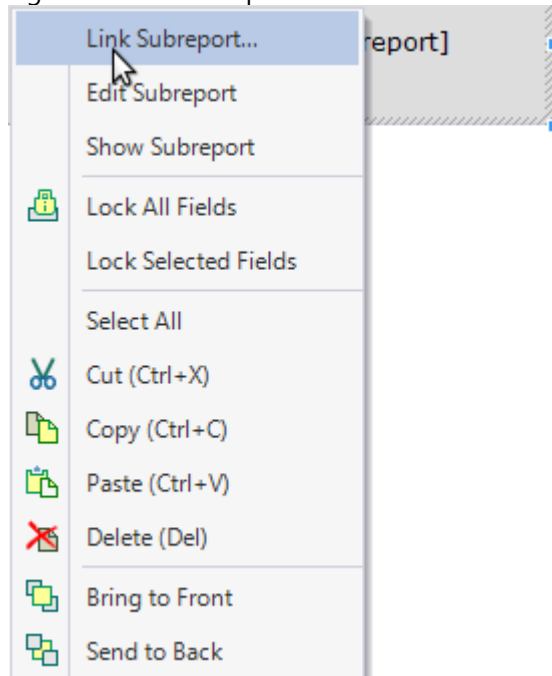 Link Subreport...
report]
Edit Subreport
Show Subreport
Lock All Fields
Lock Selected Fields
Select All
Cut (Ctrl+X)
Copy (Ctrl+C)
Paste (Ctrl+V)
Delete (Del)
Bring to Front
Send to Back